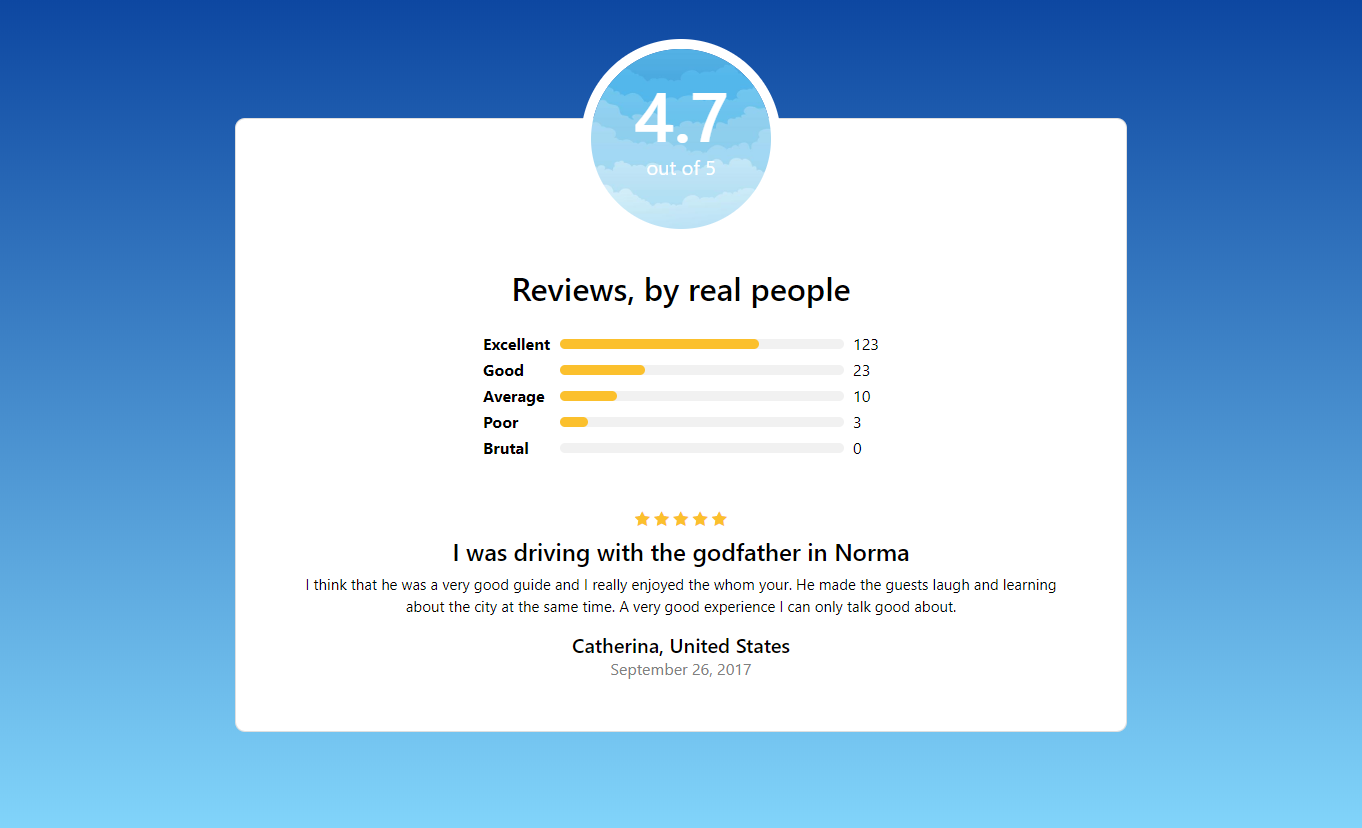 4.7
out of 5
Reviews, by real people
Excellent 123
Good 23
Average 10
Poor 3
Brutal 0
I was driving with the godfather in Norma
I think that he was a very good guide and I really enjoyed the whom your. He made the guests laugh and learning
about the city at the same time. A very good experience I can only talk good about.
Catherina, United States
September 26, 2017